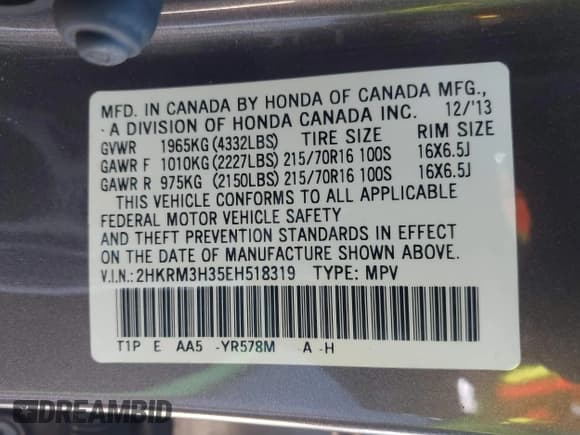 MFD. IN CANADA BY HONDA OF CANADA MFG.,
A DIVISION OF HONDA CANADA INC. 12/'13
GVWR 1965KG (4332LBS) TIRE SIZE RIM SIZE
GAWR F 1010KG (2227LBS) 215/70R16 100S 16X6.5J
GAWR R 975KG (2150LBS) 215/70R16 100S 16X6.5J
THIS VEHICLE CONFORMS TO ALL APPLICABLE
FEDERAL MOTOR VEHICLE SAFETY
AND THEFT PREVENTION STANDARDS IN EFFECT
ON THE DATE OF MANUFACTURE SHOWN ABOVE.
V.I.N.: 2HKRM3H35EH518319 TYPE: MPV
T1P E AA5 -YR578M A -H
DREAMBID